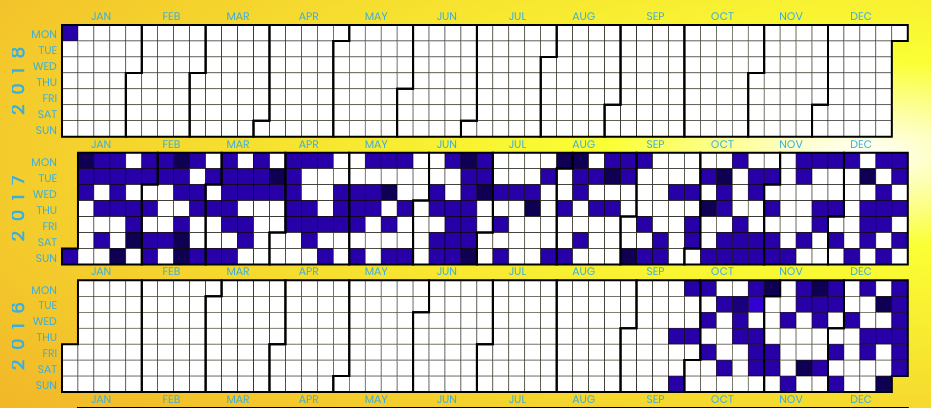 JAN FEB MAR APR MAY JUN JUL AUG SEP OCT NOV DEC
2018
MON
TUE
WED
THU
FRI
SAT
SUN
JAN FEB MAR APR MAY JUN JUL AUG SEP OCT NOV DEC
2017
MON
TUE
WED
THU
FRI
SAT
SUN
JAN FEB MAR APR MAY JUN JUL AUG SEP OCT NOV DEC
2016
MON
TUE
WED
THU
FRI
SAT
SUN
JAN FEB MAR APR MAY JUN JUL AUG SEP OCT NOV DEC